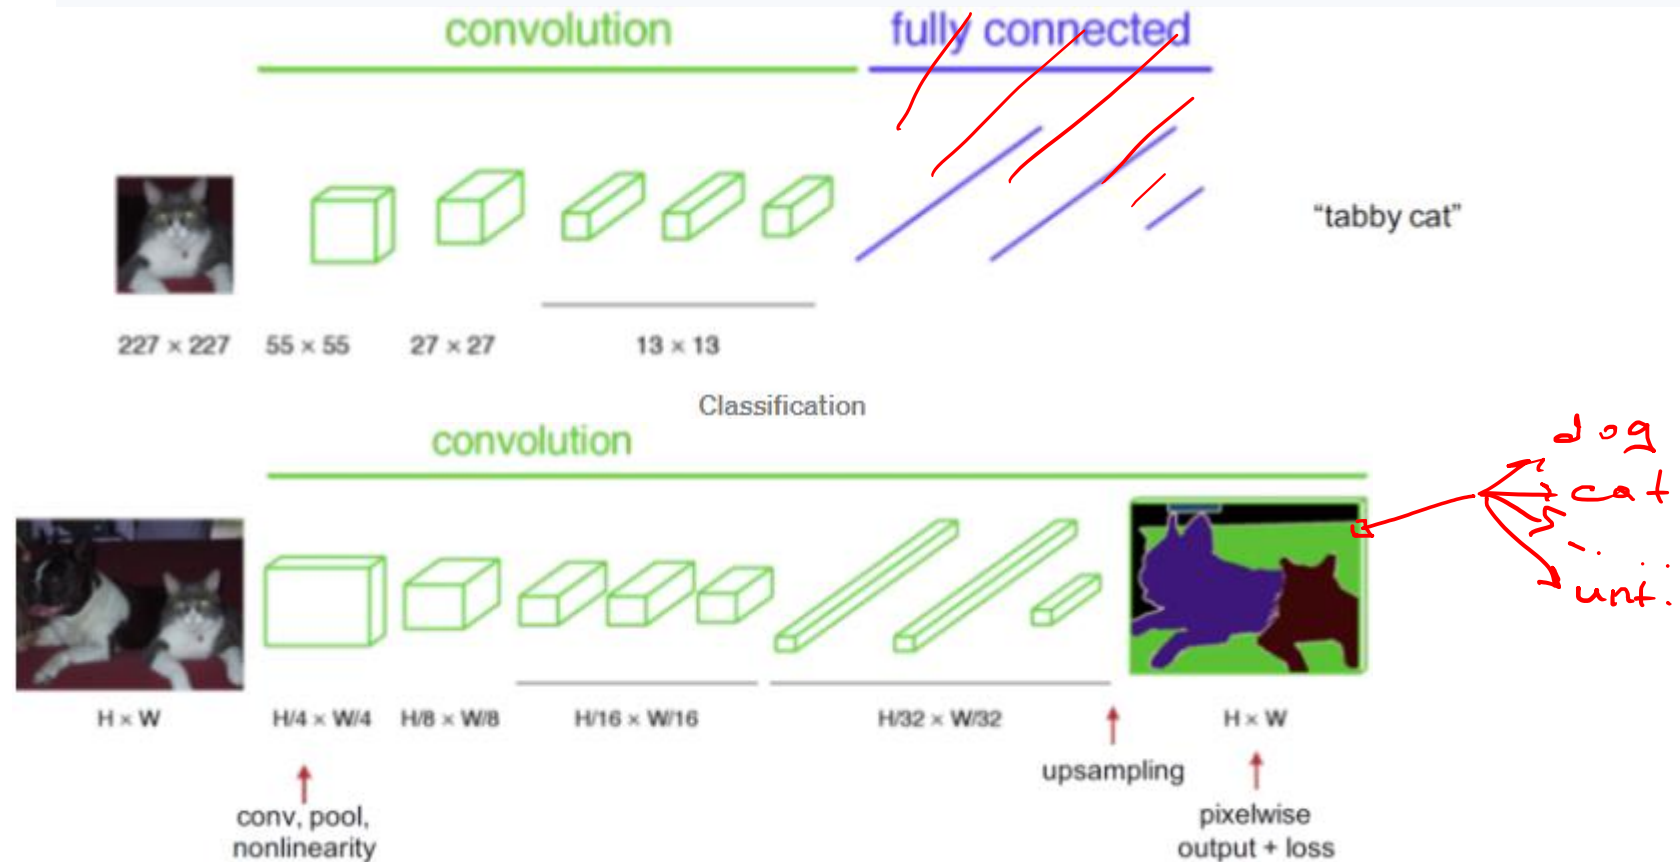 convolution fully connected
"tabby cat"
227 × 227 55 × 55 27 × 27 13 × 13
Classification
convolution
dog
cat
unt.
H × W H/4 × W/4 H/8 × W/8 H/16 × W/16 H/32 × W/32 H × W
upsampling
conv, pool,
nonlinearity
pixelwise
output + loss